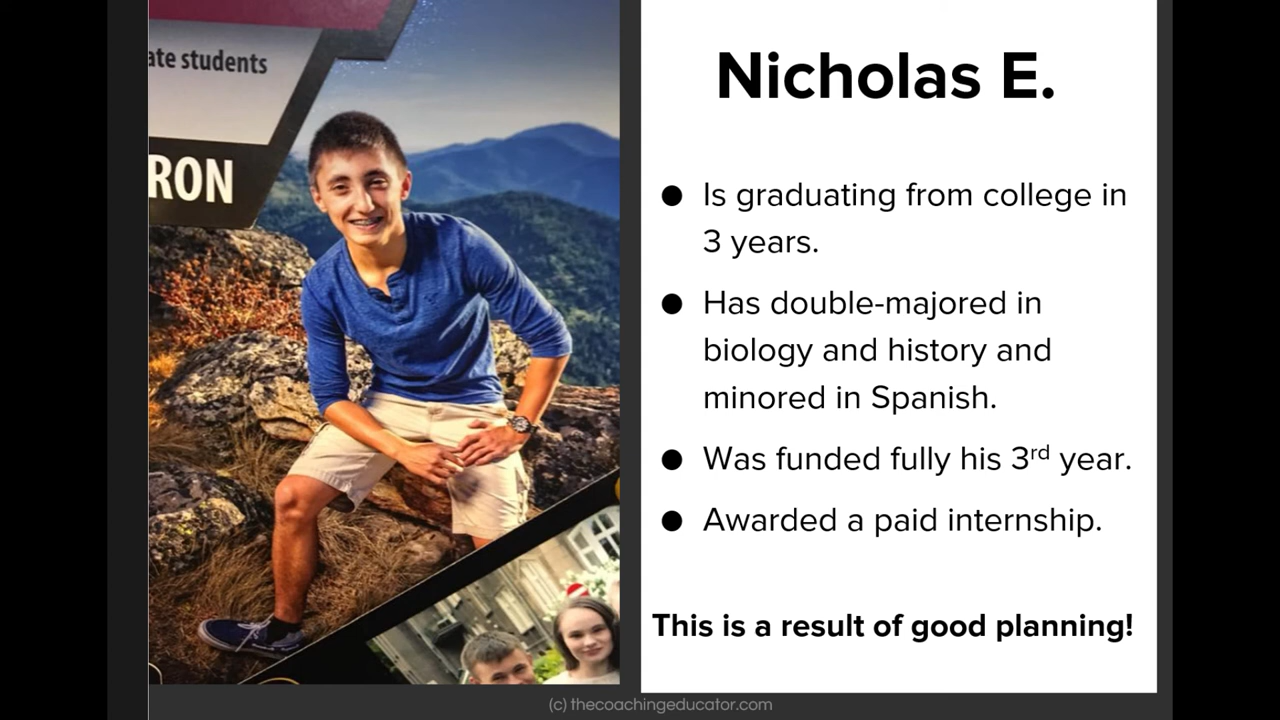 ate students
RON
Nicholas E.
● Is graduating from college in
3 years.
● Has double-majored in
biology and history and
minored in Spanish.
● Was funded fully his 3rd year.
● Awarded a paid internship.
This is a result of good planning!
(c) thecoachingeducator.com